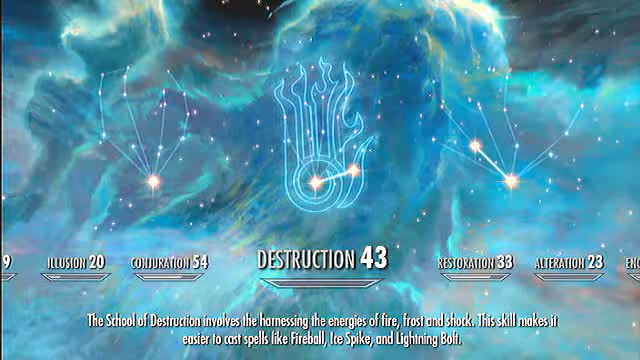 9 ILLUSION 20 CONJURATION 54 DESTRUCTION 43 RESTORATION 33 ALTERATION 23 ENC
The School of Destruction involves the harnessing the energies of fire, frost and shock. This skill makes it
easier to cast spells like Fireball, Ice Spike, and Lightning Bolt.